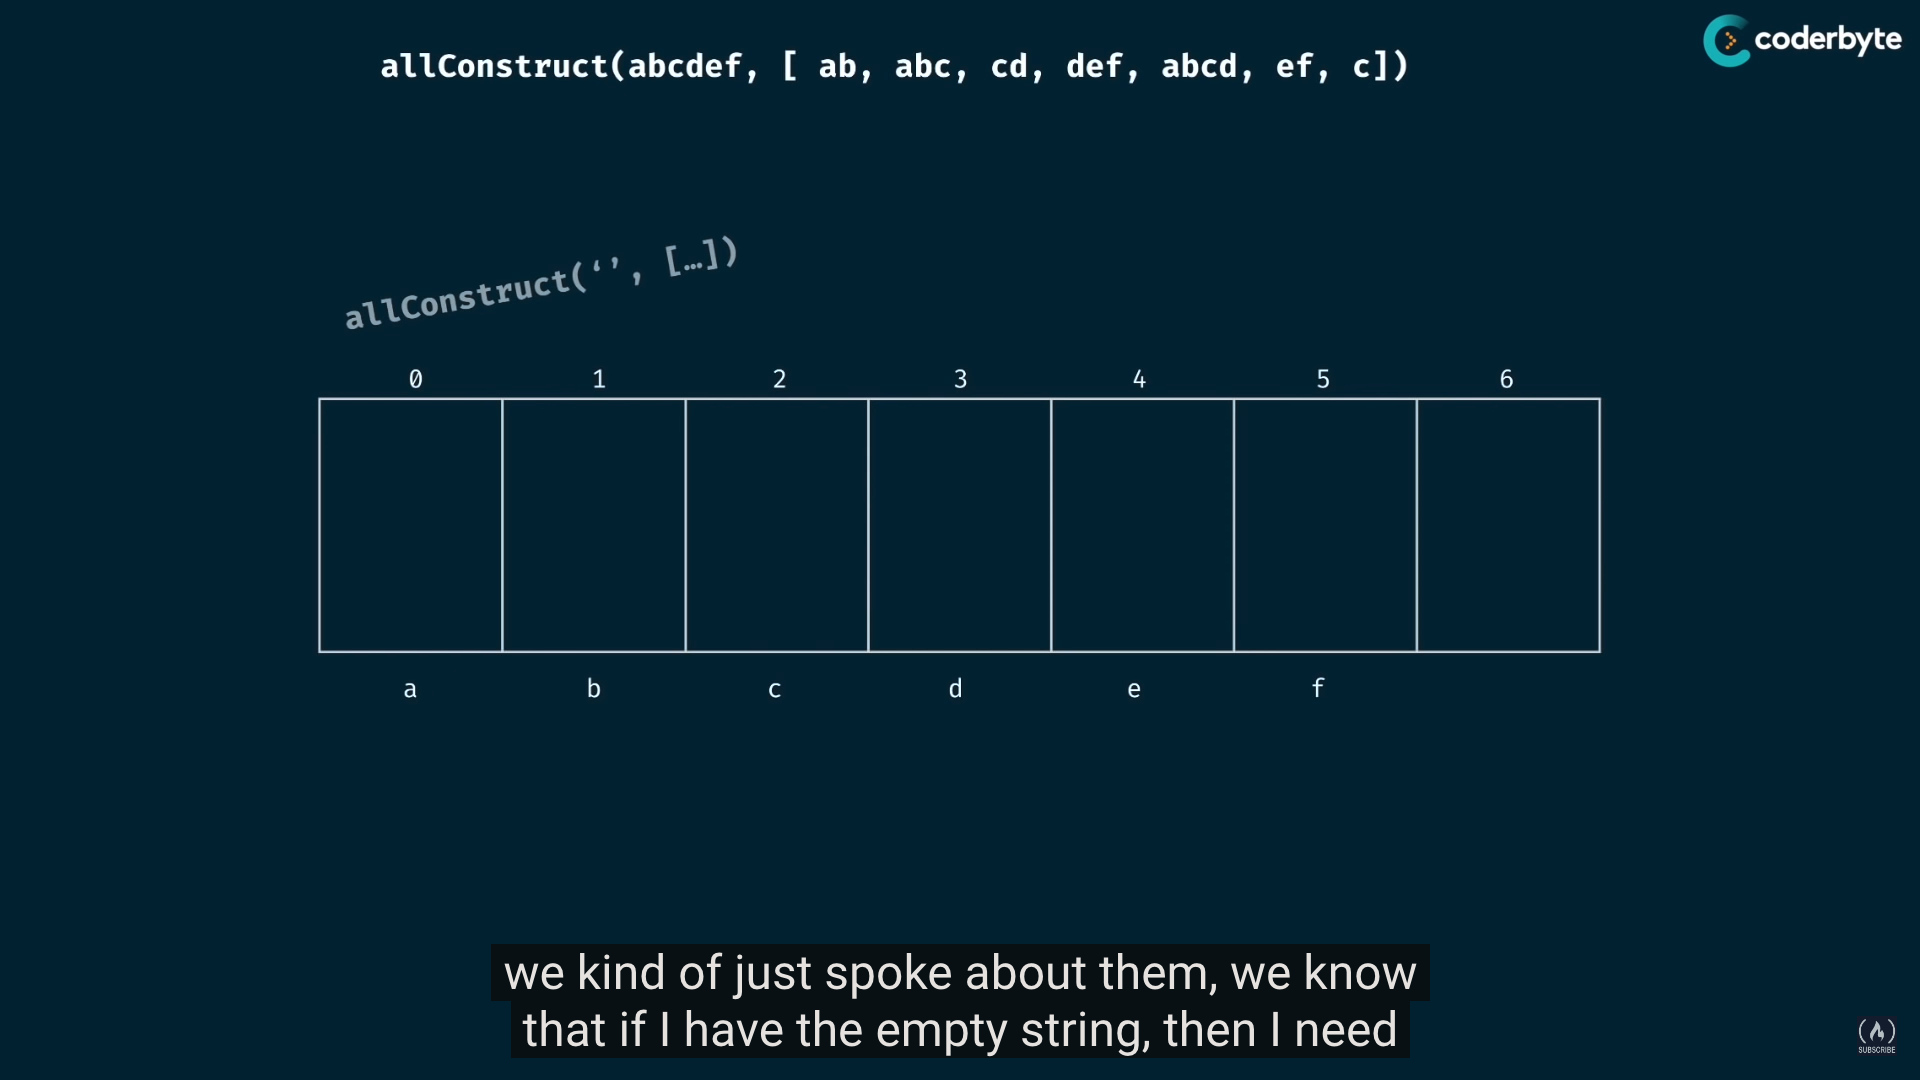 allConstruct(abcdef, [ ab, abc, cd, def, abcd, ef, c])
coderbyte
allConstruct(‘’, […])
0 1 2 3 4 5 6
a b c d e f
we kind of just spoke about them, we know
that if I have the empty string, then I need
SUBSCRIBE